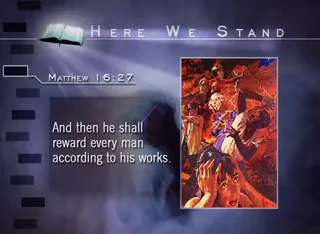 Here We Stand
Matthew 16:27
And then he shall
reward every man
according to his works.